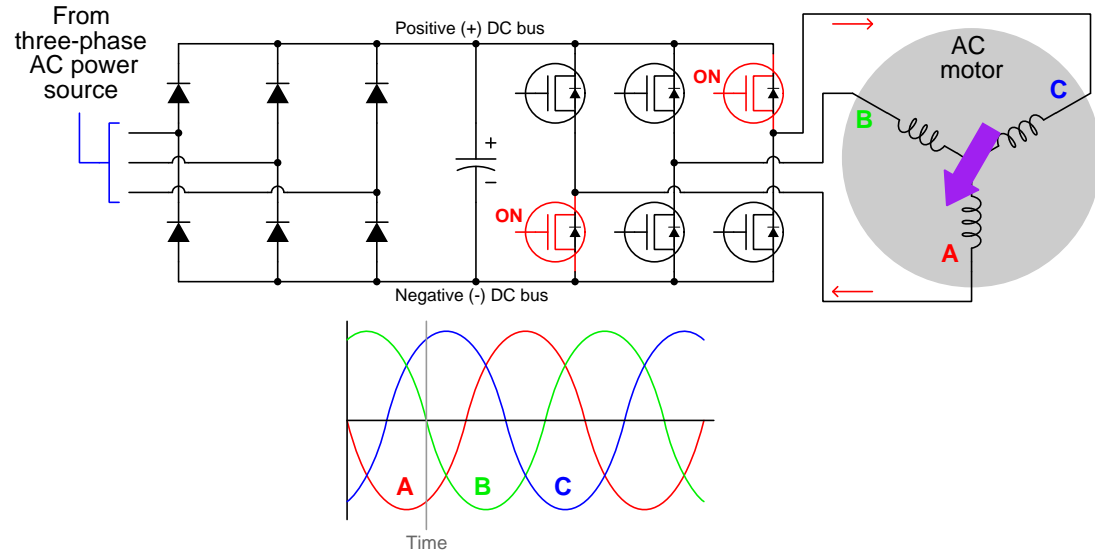 From
three-phase
AC power
source
Positive (+) DC bus
ON
ON
+
−
Negative (-) DC bus
AC
motor
C
B
A
A
B
C
Time